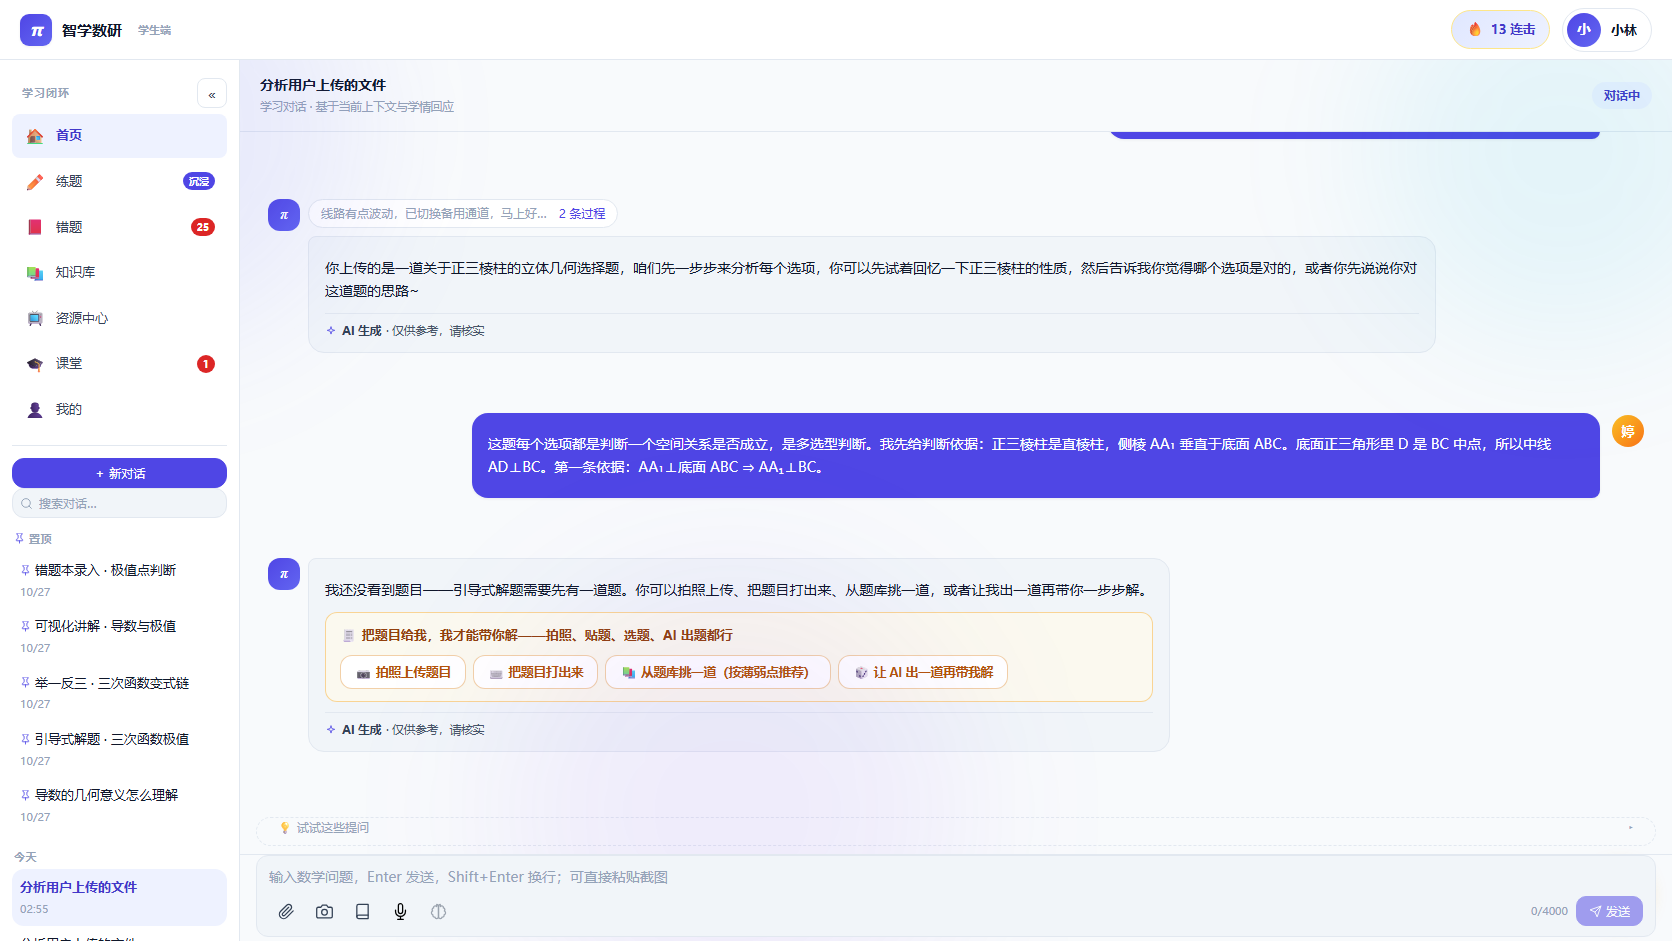 π 智学数研 学生端
13 连击
小 小林
学习闭环 «
首页
练题 沉浸
错题 25
知识库
资源中心
课堂 1
我的
+ 新对话
搜索对话...
置顶
错题本录入 · 极值点判断
10/27
可视化讲解 · 导数与极值
10/27
举一反三 · 三次函数变式链
10/27
引导式解题 · 三次函数极值
10/27
导数的几何意义怎么理解
10/27
今天
分析用户上传的文件
02:55
分析用户上传的文件
学习对话 · 基于当前上下文与学情回应
对话中
π
线路有点波动，已切换备用通道，马上好... 2 条过程
你上传的是一道关于正三棱柱的立体几何选择题，咱们先一步步来分析每个选项，你可以先试着回忆一下正三棱柱的性质，然后告诉我你觉得哪个选项是对的，或者你先说说你对
这道题的思路~
AI 生成 · 仅供参考，请核实
这题每个选项都是判断一个空间关系是否成立，是多选型判断。我先给判断依据：正三棱柱是直棱柱，侧棱 AA₁ 垂直于底面 ABC。底面正三角形里 D 是 BC 中点，所以中线
AD⊥BC。第一条依据：AA₁⊥底面 ABC ⇒ AA₁⊥BC。
婷
π
我还没看到题目——引导式解题需要先有一道题。你可以拍照上传、把题目打出来、从题库挑一道，或者让我出一道再带你一步步解。
把题目给我，我才能带你解——拍照、贴题、选题、AI 出题都行
拍照上传题目 把题目打出来 从题库挑一道（按薄弱点推荐） 让 AI 出一道再带我解
AI 生成 · 仅供参考，请核实
试试这些提问
输入数学问题，Enter 发送，Shift+Enter 换行；可直接粘贴截图
0/4000 发送